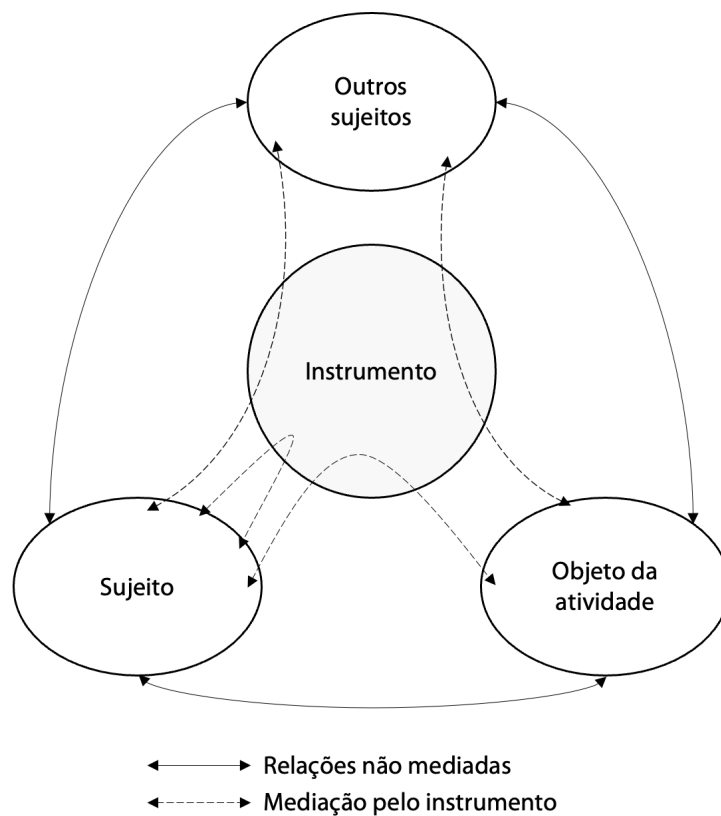 Outros
sujeitos
Instrumento
Sujeito
Objeto da
atividade
Relações não mediadas
Mediação pelo instrumento